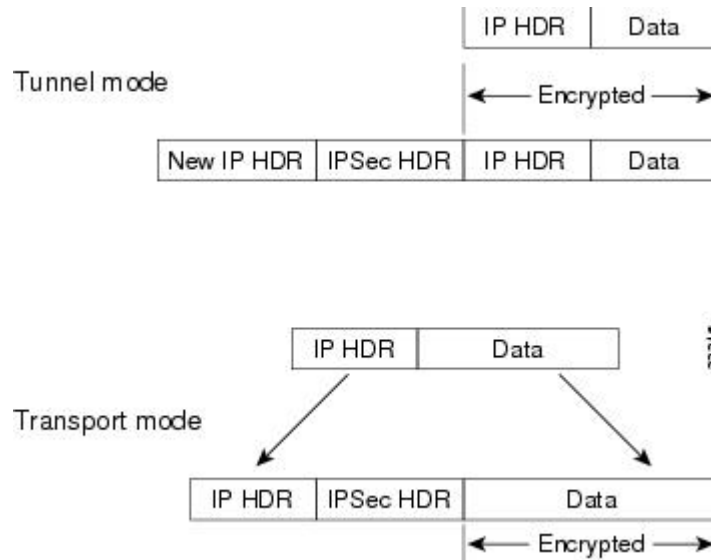 IP HDR Data
Tunnel mode
Encrypted
New IP HDR IPSec HDR IP HDR Data
IP HDR Data
Transport mode
IP HDR IPSec HDR Data
Encrypted